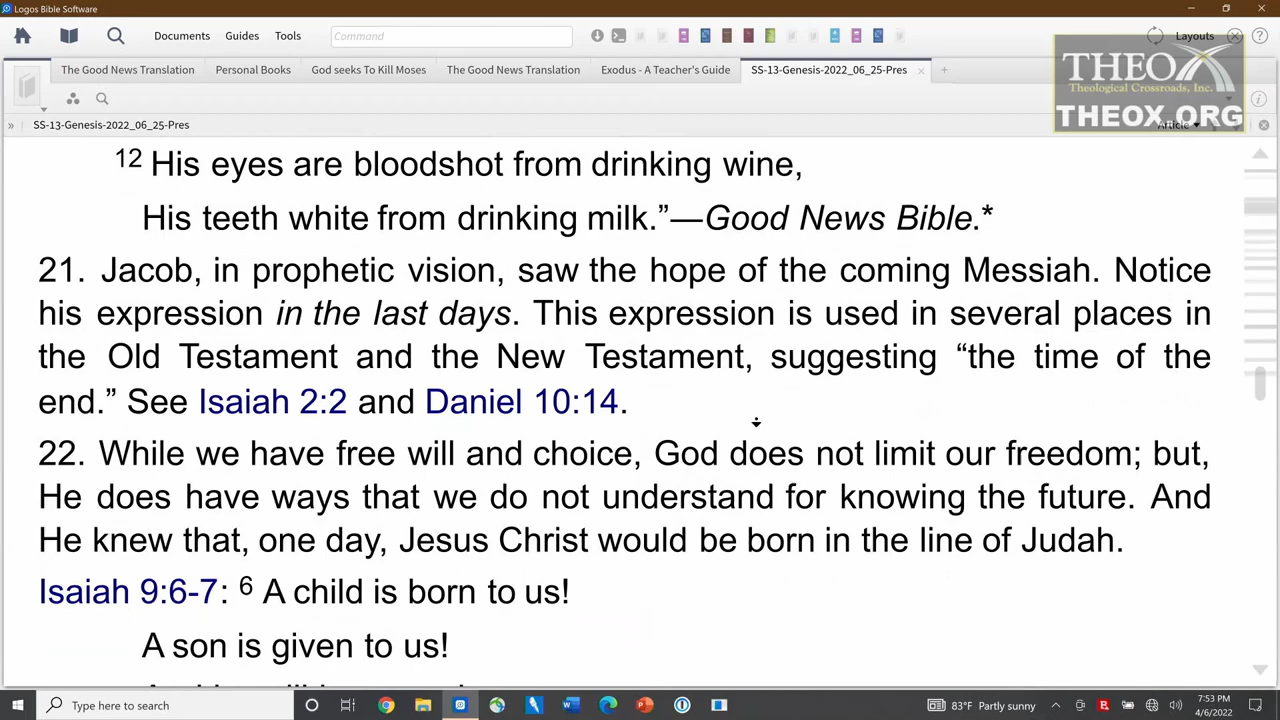 Logos Bible Software
Documents Guides Tools Command Layouts
The Good News Translation Personal Books God seeks To Kill Moses The Good News Translation Exodus - A Teacher's Guide SS-13-Genesis-2022_06_25-Pres
THEOX
Theological Crossroads, Inc.
THEOX.ORG
SS-13-Genesis-2022_06_25-Pres Article
12 His eyes are bloodshot from drinking wine,
His teeth white from drinking milk.”—Good News Bible.*
21. Jacob, in prophetic vision, saw the hope of the coming Messiah. Notice
his expression in the last days. This expression is used in several places in
the Old Testament and the New Testament, suggesting “the time of the
end.” See Isaiah 2:2 and Daniel 10:14.
22. While we have free will and choice, God does not limit our freedom; but,
He does have ways that we do not understand for knowing the future. And
He knew that, one day, Jesus Christ would be born in the line of Judah.
Isaiah 9:6-7: 6 A child is born to us!
A son is given to us!
Type here to search 83°F Partly sunny 7:53 PM
4/6/2022